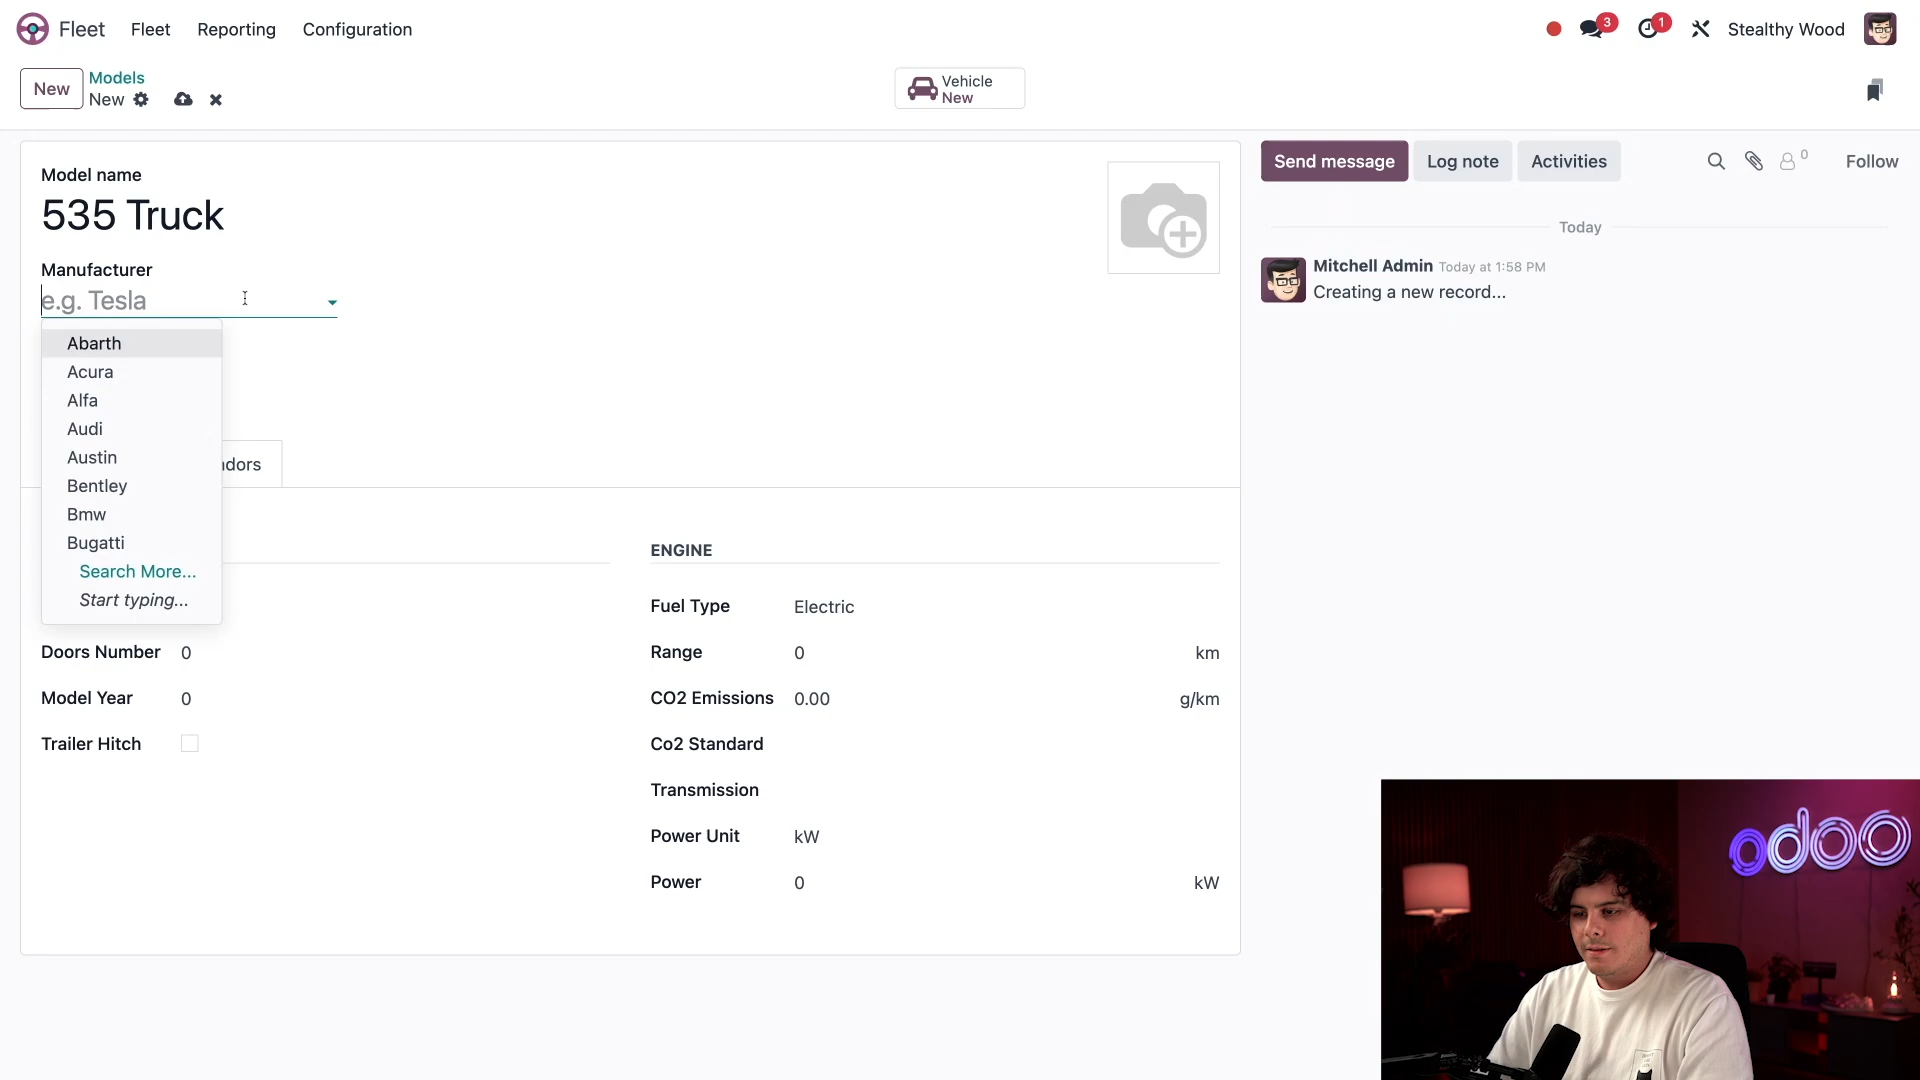 Fleet
Fleet
Reporting
Configuration
3
1
Stealthy Wood
New
Models
New
Vehicle
New
Model name
535 Truck
Manufacturer
e.g. Tesla
Abarth
Acura
Alfa
Audi
Austin
Bentley
Bmw
Bugatti
Search More...
Start typing...
ndors
Doors Number 0
Model Year 0
Trailer Hitch
ENGINE
Fuel Type Electric
Range 0 km
CO2 Emissions 0.00 g/km
Co2 Standard
Transmission
Power Unit kW
Power 0 kW
Send message
Log note
Activities
0
Follow
Today
Mitchell Admin Today at 1:58 PM
Creating a new record...
odoo